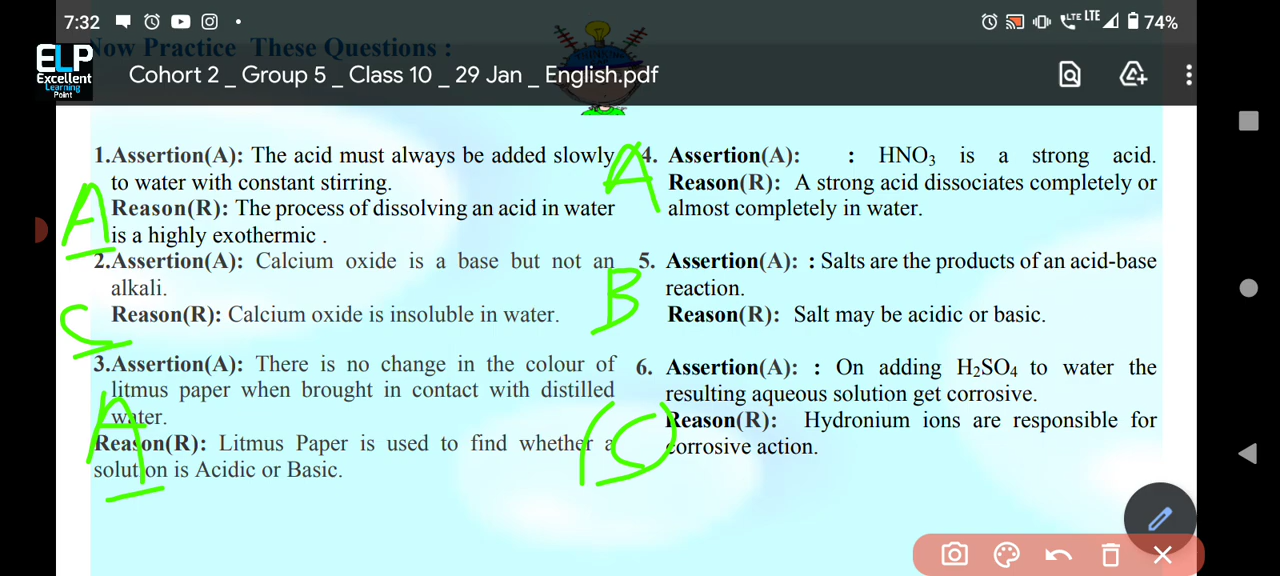 7:32
LTE LTE
74%
Now Practice These Questions :
ELP
Excellent
Learning
Point
Cohort 2 _ Group 5 _ Class 10 _ 29 Jan _ English.pdf
1.Assertion(A): The acid must always be added slowly
to water with constant stirring.
A
Reason(R): The process of dissolving an acid in water
is a highly exothermic .
2.Assertion(A): Calcium oxide is a base but not an
alkali.
C
Reason(R): Calcium oxide is insoluble in water.
3.Assertion(A): There is no change in the colour of
litmus paper when brought in contact with distilled
water.
A
Reason(R): Litmus Paper is used to find whether a
solution is Acidic or Basic.
A
4. Assertion(A): : HNO₃ is a strong acid.
Reason(R): A strong acid dissociates completely or
almost completely in water.
5. Assertion(A): : Salts are the products of an acid-base
reaction.
B
Reason(R): Salt may be acidic or basic.
6. Assertion(A): : On adding H₂SO₄ to water the
resulting aqueous solution get corrosive.
(C)
Reason(R): Hydronium ions are responsible for
corrosive action.